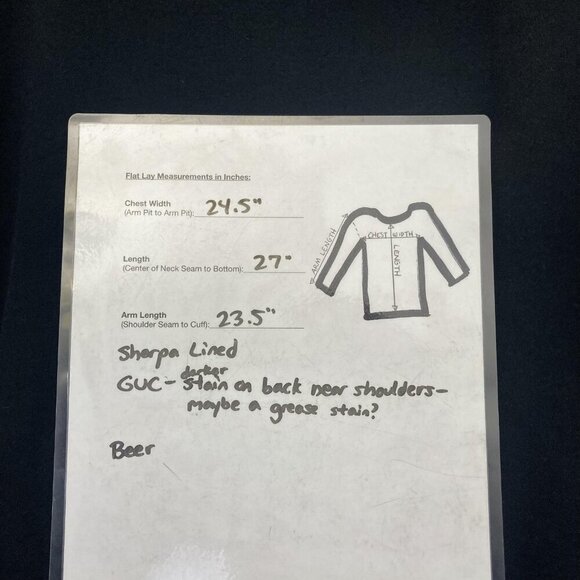 Flat Lay Measurements in Inches:
Chest Width
(Arm Pit to Arm Pit): 24.5"
Length
(Center of Neck Seam to Bottom): 27"
Arm Length
(Shoulder Seam to Cuff): 23.5"
CHEST WIDTH
LENGTH
ARM LENGTH
Sherpa Lined
darker
GUC - Stain on back near shoulders -
maybe a grease stain?
Beer